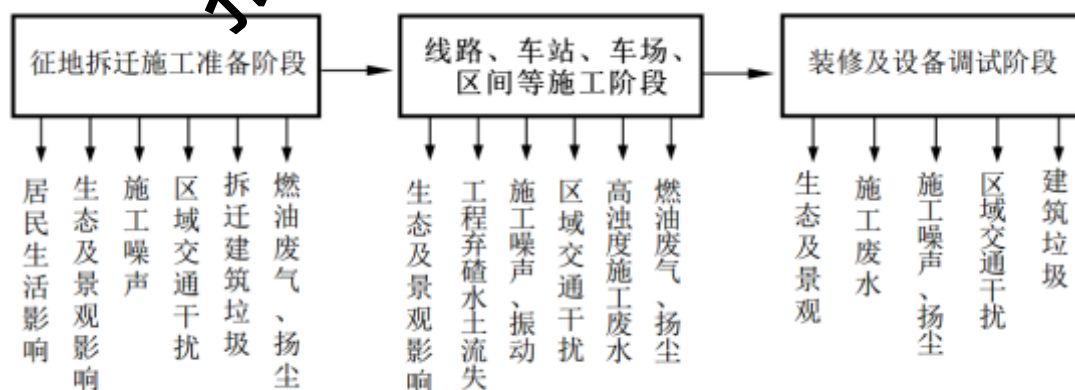 征地拆迁施工准备阶段
线路、车站、车场、
区间等施工阶段
装修及设备调试阶段
居民生活影响
生态及景观影响
施工噪声
区域交通干扰
拆迁建筑垃圾
燃油废气、扬尘
生态及景观影响
工程弃碴水土流失
施工噪声、振动
区域交通干扰
高浊度施工废水
燃油废气、扬尘
生态及景观
施工废水
施工噪声、扬尘
区域交通干扰
建筑垃圾